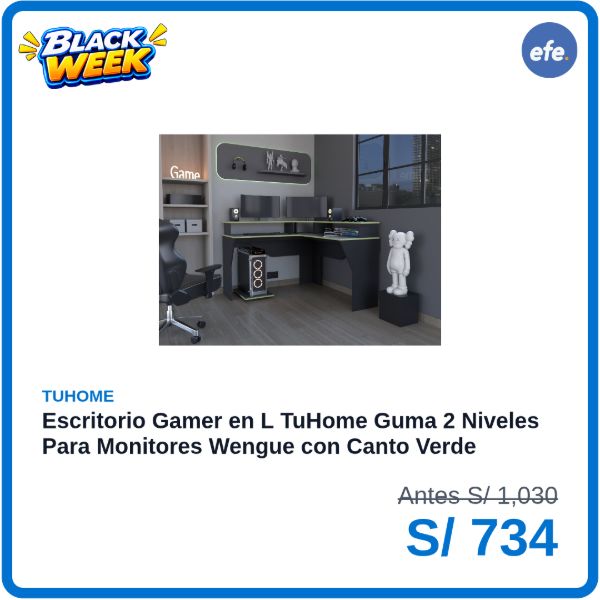 BLACK
WEEK
efe.
Game
TUHOME
Escritorio Gamer en L TuHome Guma 2 Niveles
Para Monitores Wengue con Canto Verde
Antes S/ 1,030
S/ 734